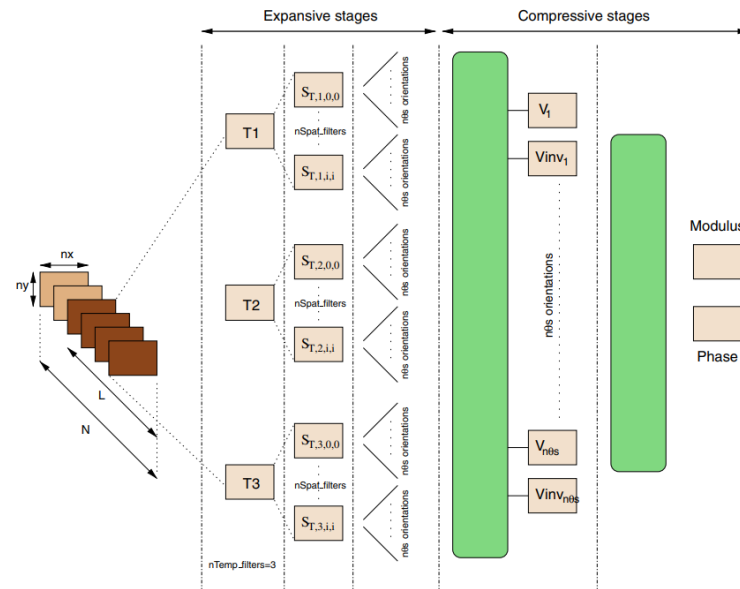 Expansive stages
Compressive stages
nx
ny
L
N
T1
S_T,1,0,0
nSpat_filters
S_T,1,i,i
nθs orientations
nθs orientations
T2
S_T,2,0,0
nSpat_filters
S_T,2,i,i
nθs orientations
nθs orientations
T3
S_T,3,0,0
nSpat_filters
S_T,3,i,i
nθs orientations
nθs orientations
nTemp_filters=3
V_1
Vinv_1
nθs orientations
V_nθs
Vinv_nθs
Modulus
Phase